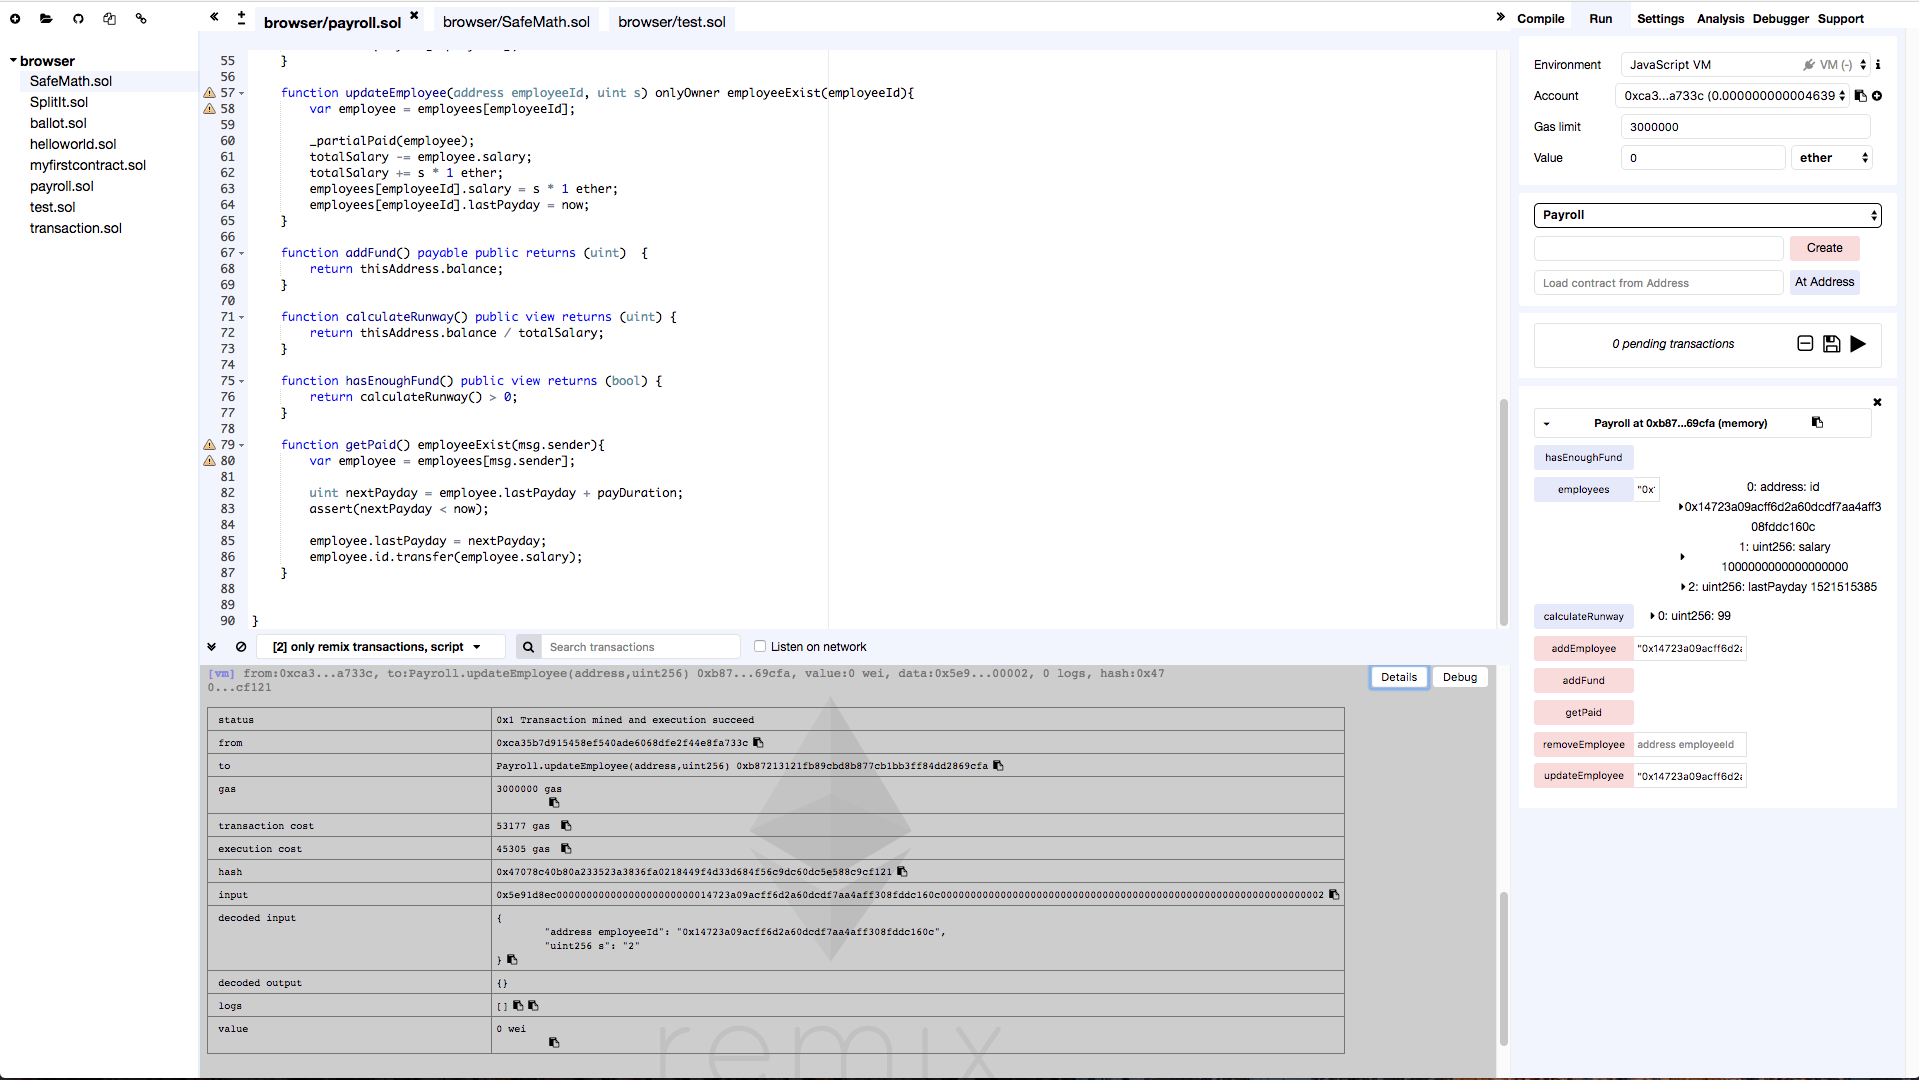 browser/payroll.sol
browser/SafeMath.sol
browser/test.sol
Compile
Run
Settings
Analysis
Debugger
Support
browser
SafeMath.sol
SplitIt.sol
ballot.sol
helloworld.sol
myfirstcontract.sol
payroll.sol
test.sol
transaction.sol
55 }
56
57 function updateEmployee(address employeeId, uint s) onlyOwner employeeExist(employeeId){
58 var employee = employees[employeeId];
59
60 _partialPaid(employee);
61 totalSalary -= employee.salary;
62 totalSalary += s * 1 ether;
63 employees[employeeId].salary = s * 1 ether;
64 employees[employeeId].lastPayday = now;
65 }
66
67 function addFund() payable public returns (uint)  {
68 return thisAddress.balance;
69 }
70
71 function calculateRunway() public view returns (uint) {
72 return thisAddress.balance / totalSalary;
73 }
74
75 function hasEnoughFund() public view returns (bool) {
76 return calculateRunway() > 0;
77 }
78
79 function getPaid() employeeExist(msg.sender){
80 var employee = employees[msg.sender];
81
82 uint nextPayday = employee.lastPayday + payDuration;
83 assert(nextPayday < now);
84
85 employee.lastPayday = nextPayday;
86 employee.id.transfer(employee.salary);
87 }
88
89
90 }
[2] only remix transactions, script
Search transactions
Listen on network
[vm] from:0xca3...a733c, to:Payroll.updateEmployee(address,uint256) 0xb87...69cfa, value:0 wei, data:0x5e9...00002, 0 logs, hash:0x47
0...cf121
Details
Debug
status 0x1 Transaction mined and execution succeed
from 0xca35b7d915458ef540ade6068dfe2f44e8fa733c
to Payroll.updateEmployee(address,uint256) 0xb87213121fb89cbd8b877cb1bb3ff84dd2869cfa
gas 3000000 gas
transaction cost 53177 gas
execution cost 45305 gas
hash 0x47078c40b80a233523a3836fa0218449f4d33d684f56c9dc60dc5e588c9cf121
input 0x5e91d8ec00000000000000000000000014723a09acff6d2a60dcdf7aa4aff308fddc160c0000000000000000000000000000000000000000000000000000000000000002
decoded input {
"address employeeId": "0x14723a09acff6d2a60dcdf7aa4aff308fddc160c",
"uint256 s": "2"
}
decoded output {}
logs []
value 0 wei
remix
Environment JavaScript VM VM (-)
Account 0xca3...a733c (0.000000000004639
Gas limit 3000000
Value 0 ether
Payroll
Create
Load contract from Address
At Address
0 pending transactions
Payroll at 0xb87...69cfa (memory)
hasEnoughFund
employees "0x'
0: address: id
0x14723a09acff6d2a60dcdf7aa4aff3
08fddc160c
1: uint256: salary
1000000000000000000
2: uint256: lastPayday 1521515385
calculateRunway 0: uint256: 99
addEmployee "0x14723a09acff6d2a
addFund
getPaid
removeEmployee address employeeId
updateEmployee "0x14723a09acff6d2a